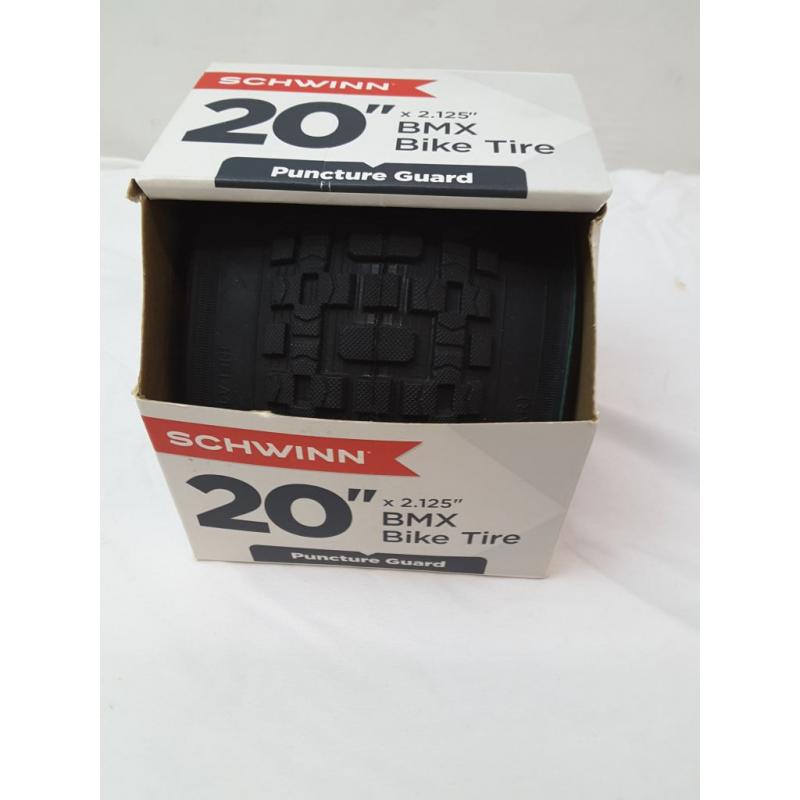 SCHWINN
20" x 2.125"
BMX
Bike Tire
Puncture Guard
SCHWINN
20" x 2.125"
BMX
Bike Tire
Puncture Guard